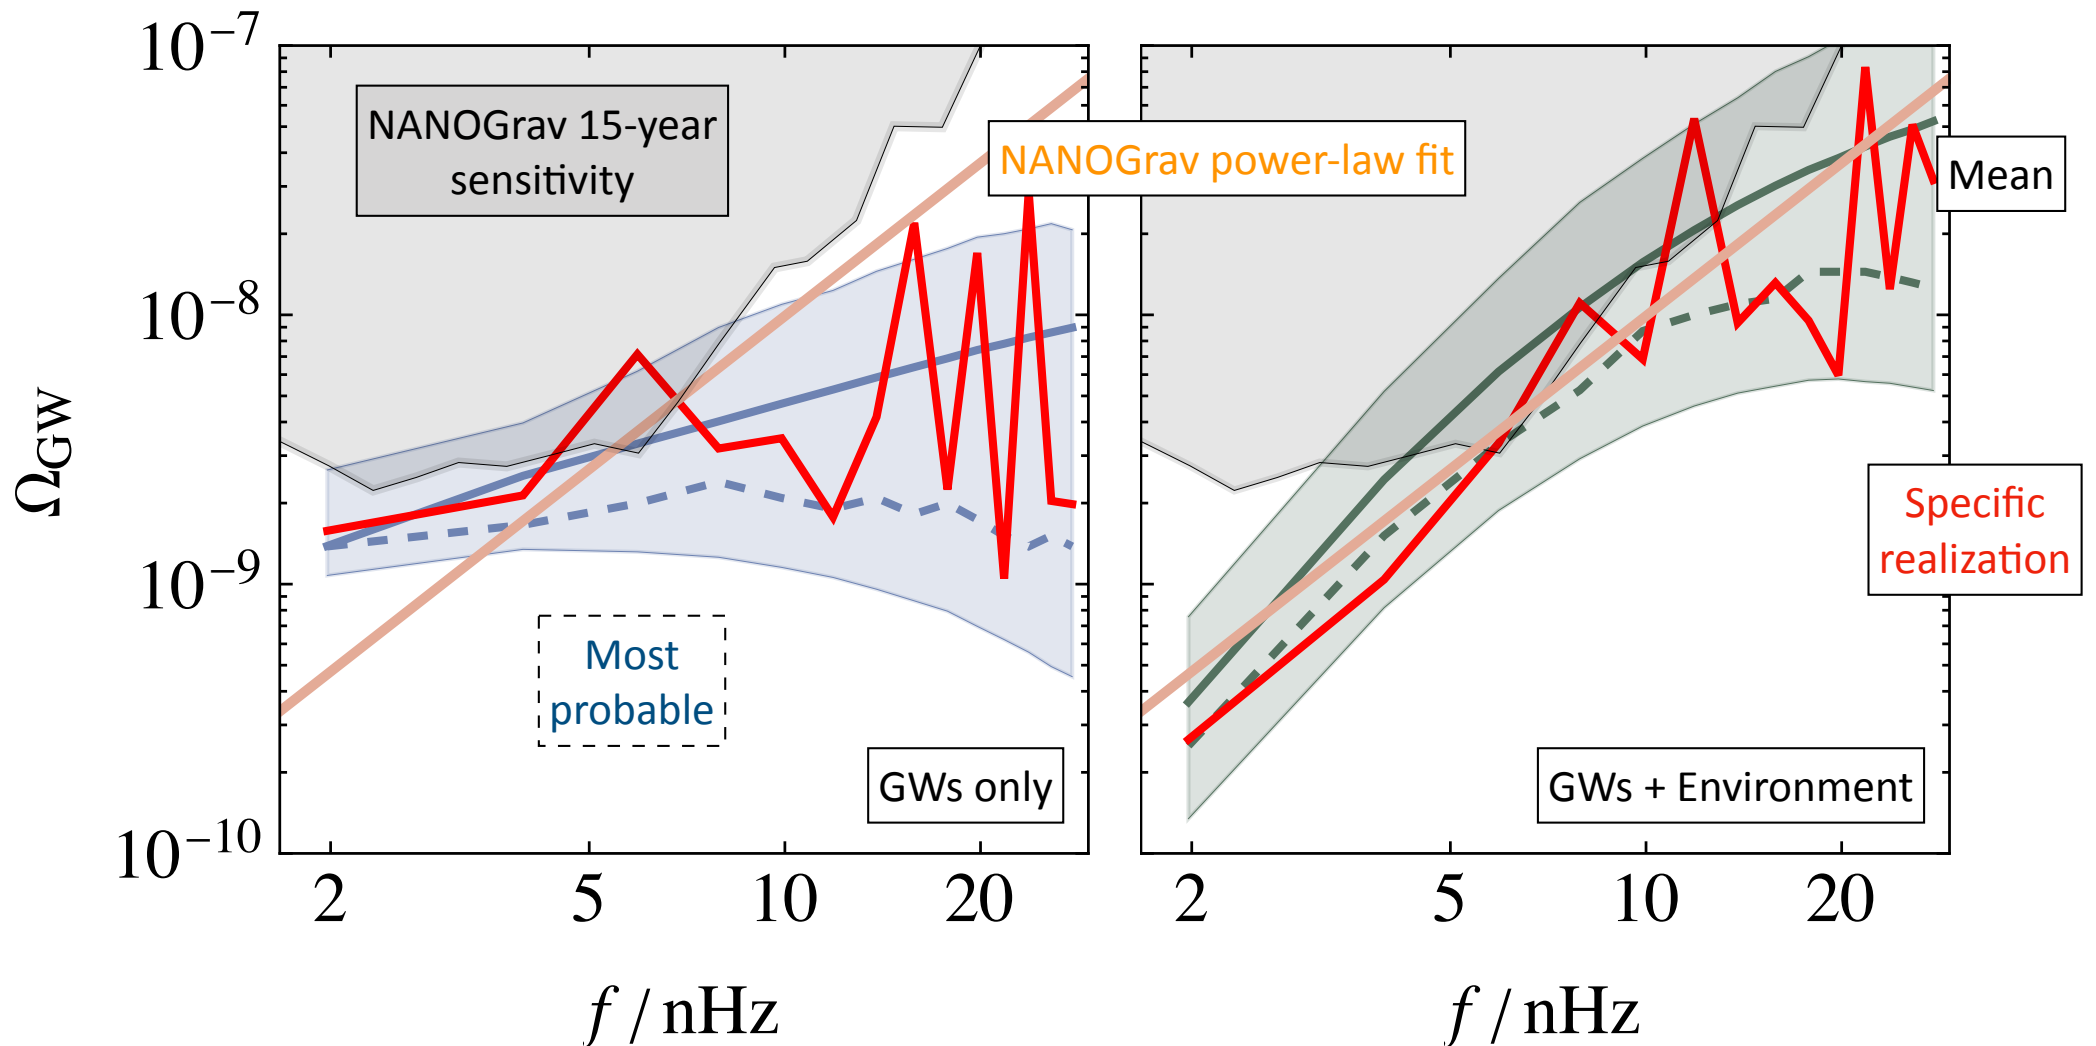 10⁻⁷
10⁻⁸
10⁻⁹
10⁻¹⁰
Ω_GW
NANOGrav 15-year
sensitivity
NANOGrav power-law fit
Mean
Specific
realization
Most
probable
GWs only
GWs + Environment
2 5 10 20
2 5 10 20
f / nHz
f / nHz